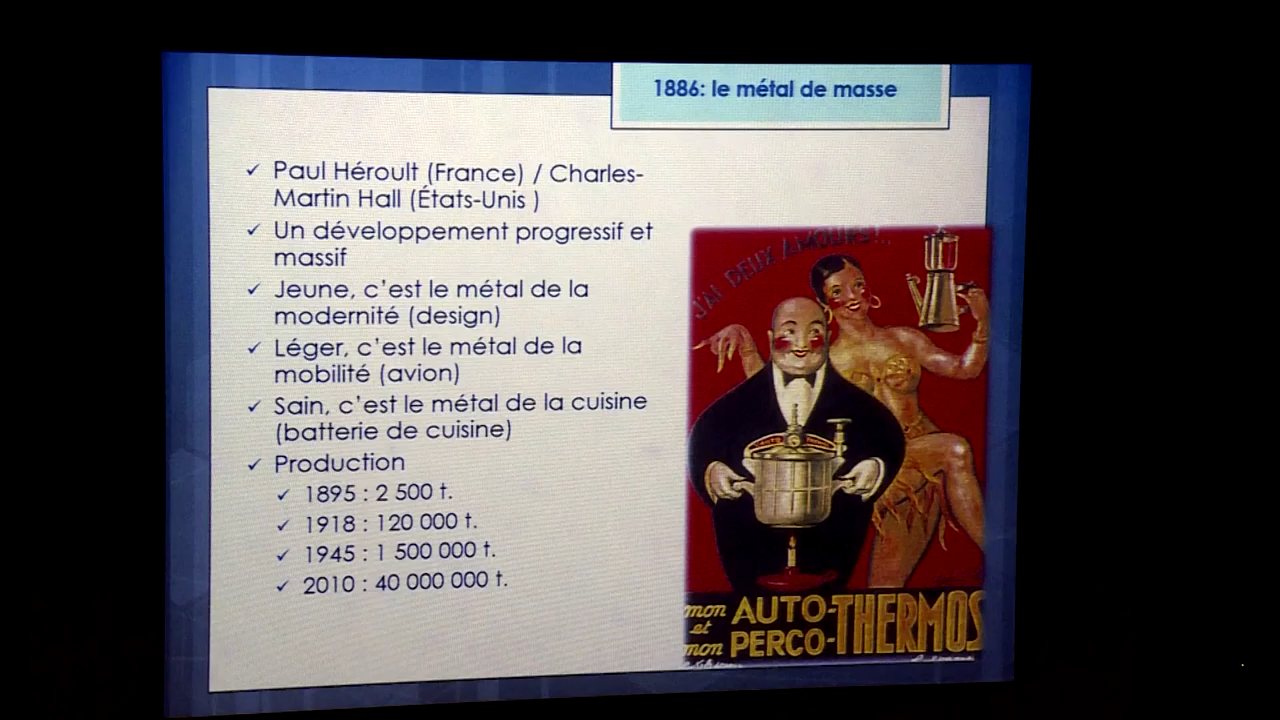 1886: le métal de masse
Paul Héroult (France) / Charles-
Martin Hall (États-Unis )
Un développement progressif et
massif
Jeune, c'est le métal de la
modernité (design)
Léger, c'est le métal de la
mobilité (avion)
Sain, c'est le métal de la cuisine
(batterie de cuisine)
Production
1895 : 2 500 t.
1918 : 120 000 t.
1945 : 1 500 000 t.
2010 : 40 000 000 t.
J'AI DEUX AMOURS!...
mon AUTO-THERMOS
et
mon PERCO-